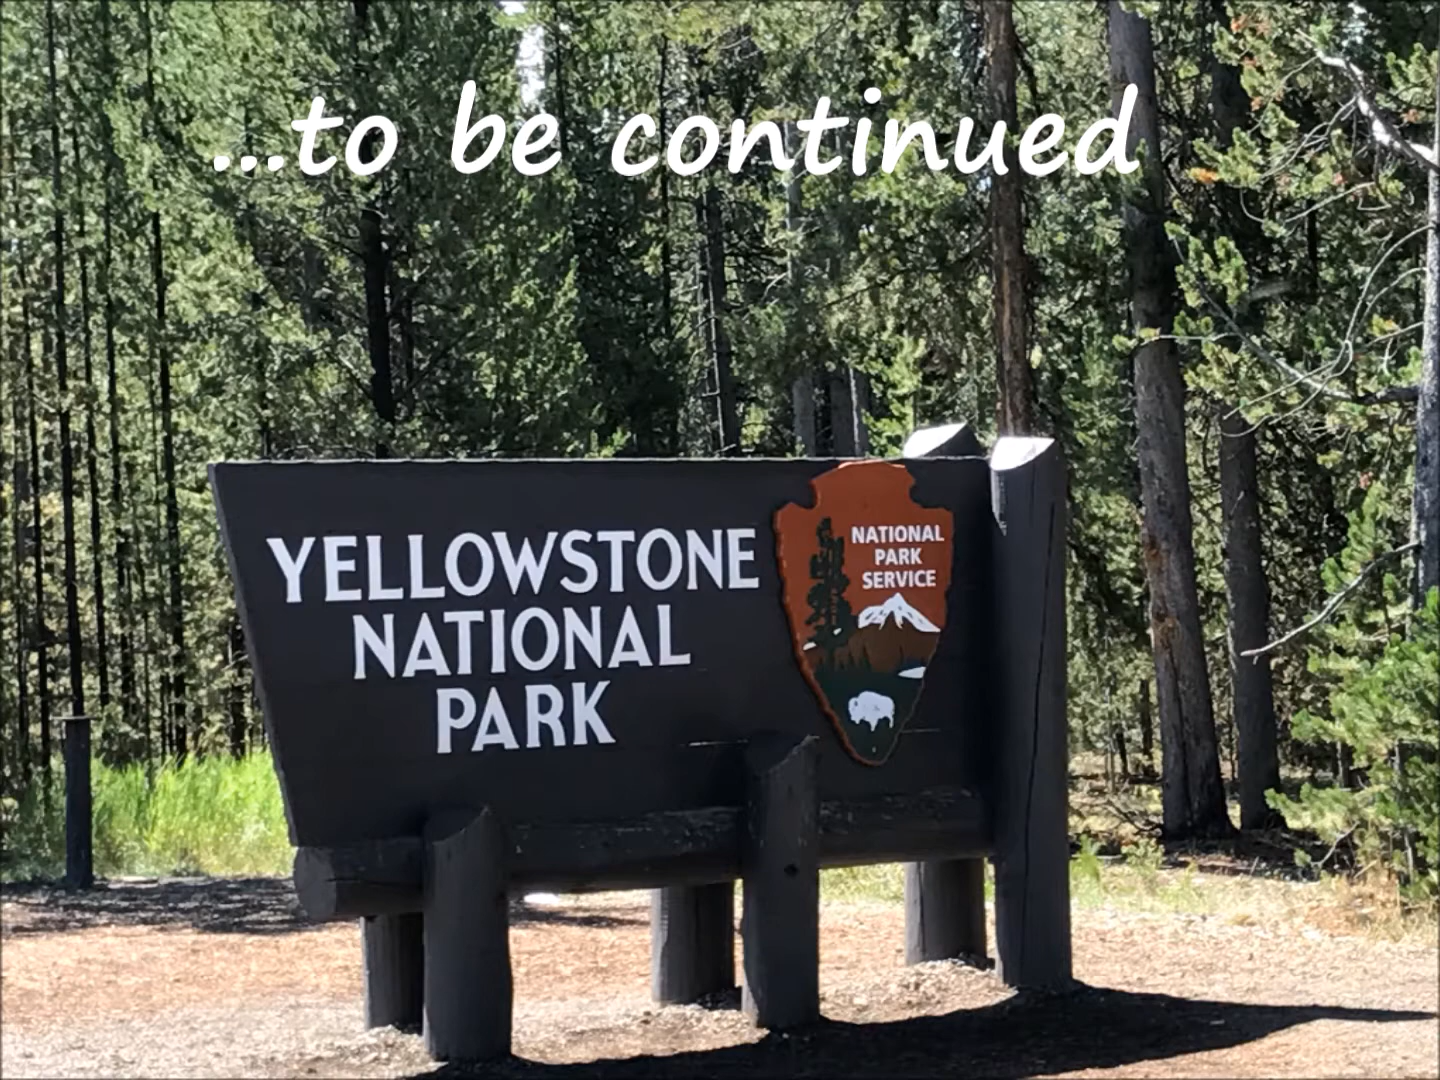 ...to be continued
YELLOWSTONE
NATIONAL
PARK
NATIONAL
PARK
SERVICE